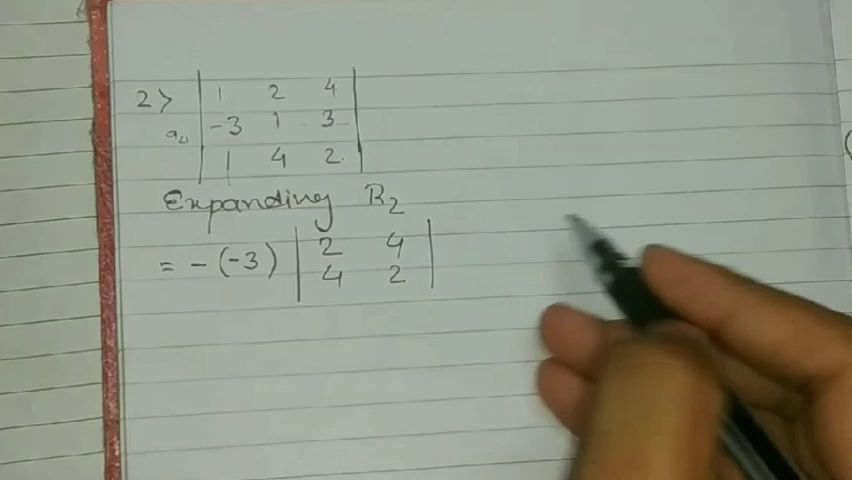 2> | 1 2 4 |
a21 | -3 1 3 |
| 1 4 2 |
Expanding R2
= - (-3) | 2 4 |
| 4 2 |